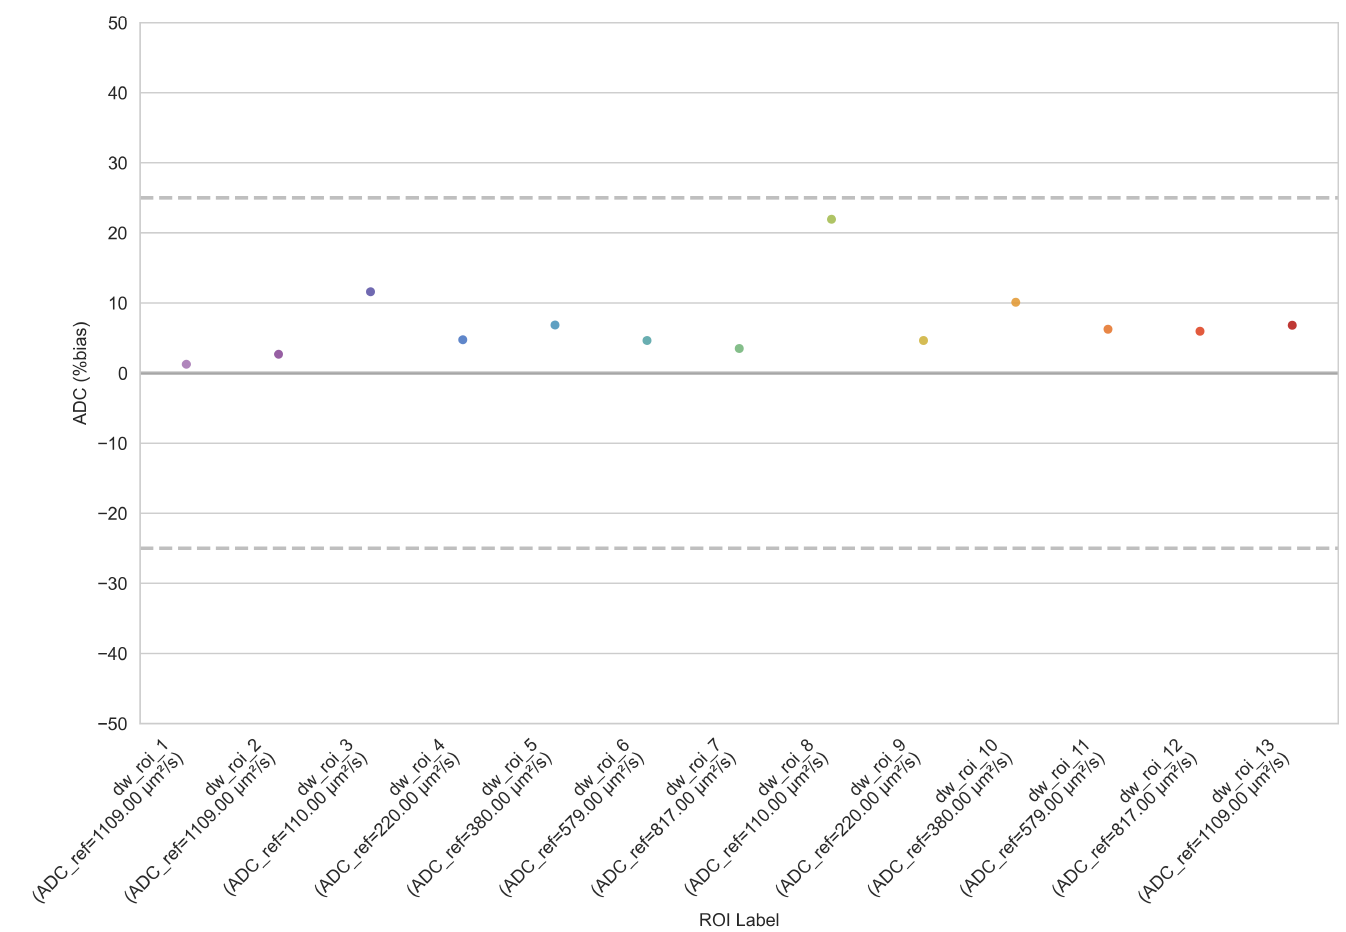 50
40
30
20
10
0
−10
−20
−30
−40
−50
ADC (%bias)
dw_roi_1
(ADC_ref=1109.00 μm²/s)
dw_roi_2
(ADC_ref=1109.00 μm²/s)
dw_roi_3
(ADC_ref=110.00 μm²/s)
dw_roi_4
(ADC_ref=220.00 μm²/s)
dw_roi_5
(ADC_ref=380.00 μm²/s)
dw_roi_6
(ADC_ref=579.00 μm²/s)
dw_roi_7
(ADC_ref=817.00 μm²/s)
dw_roi_8
(ADC_ref=110.00 μm²/s)
dw_roi_9
(ADC_ref=220.00 μm²/s)
dw_roi_10
(ADC_ref=380.00 μm²/s)
dw_roi_11
(ADC_ref=579.00 μm²/s)
dw_roi_12
(ADC_ref=817.00 μm²/s)
dw_roi_13
(ADC_ref=1109.00 μm²/s)
ROI Label